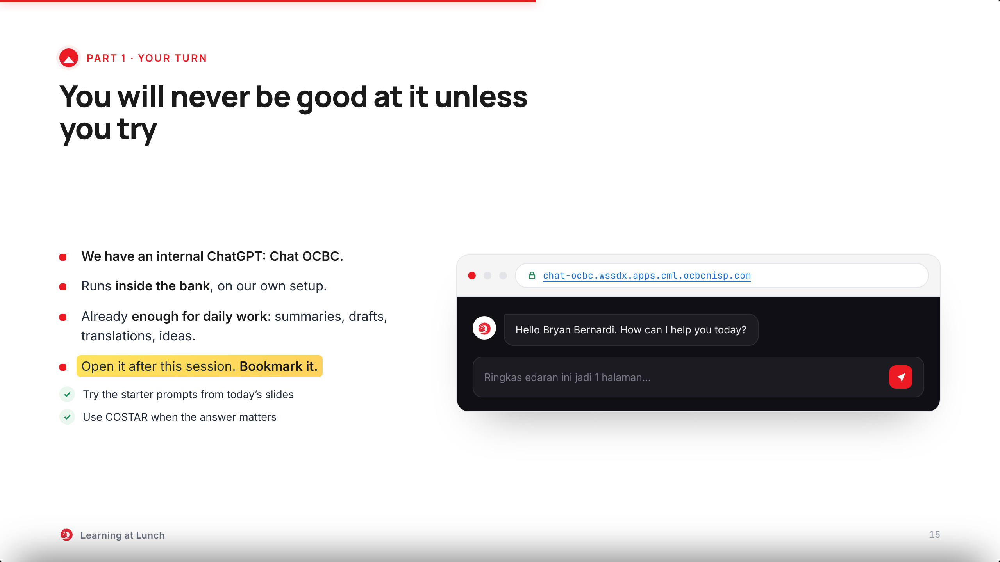 PART 1 · YOUR TURN
You will never be good at it unless
you try
We have an internal ChatGPT: Chat OCBC.
Runs inside the bank, on our own setup.
Already enough for daily work: summaries, drafts,
translations, ideas.
Open it after this session. Bookmark it.
Try the starter prompts from today’s slides
Use COSTAR when the answer matters
chat-ocbc.wssdx.apps.cml.ocbcnisp.com
Hello Bryan Bernardi. How can I help you today?
Ringkas edaran ini jadi 1 halaman...
Learning at Lunch
15